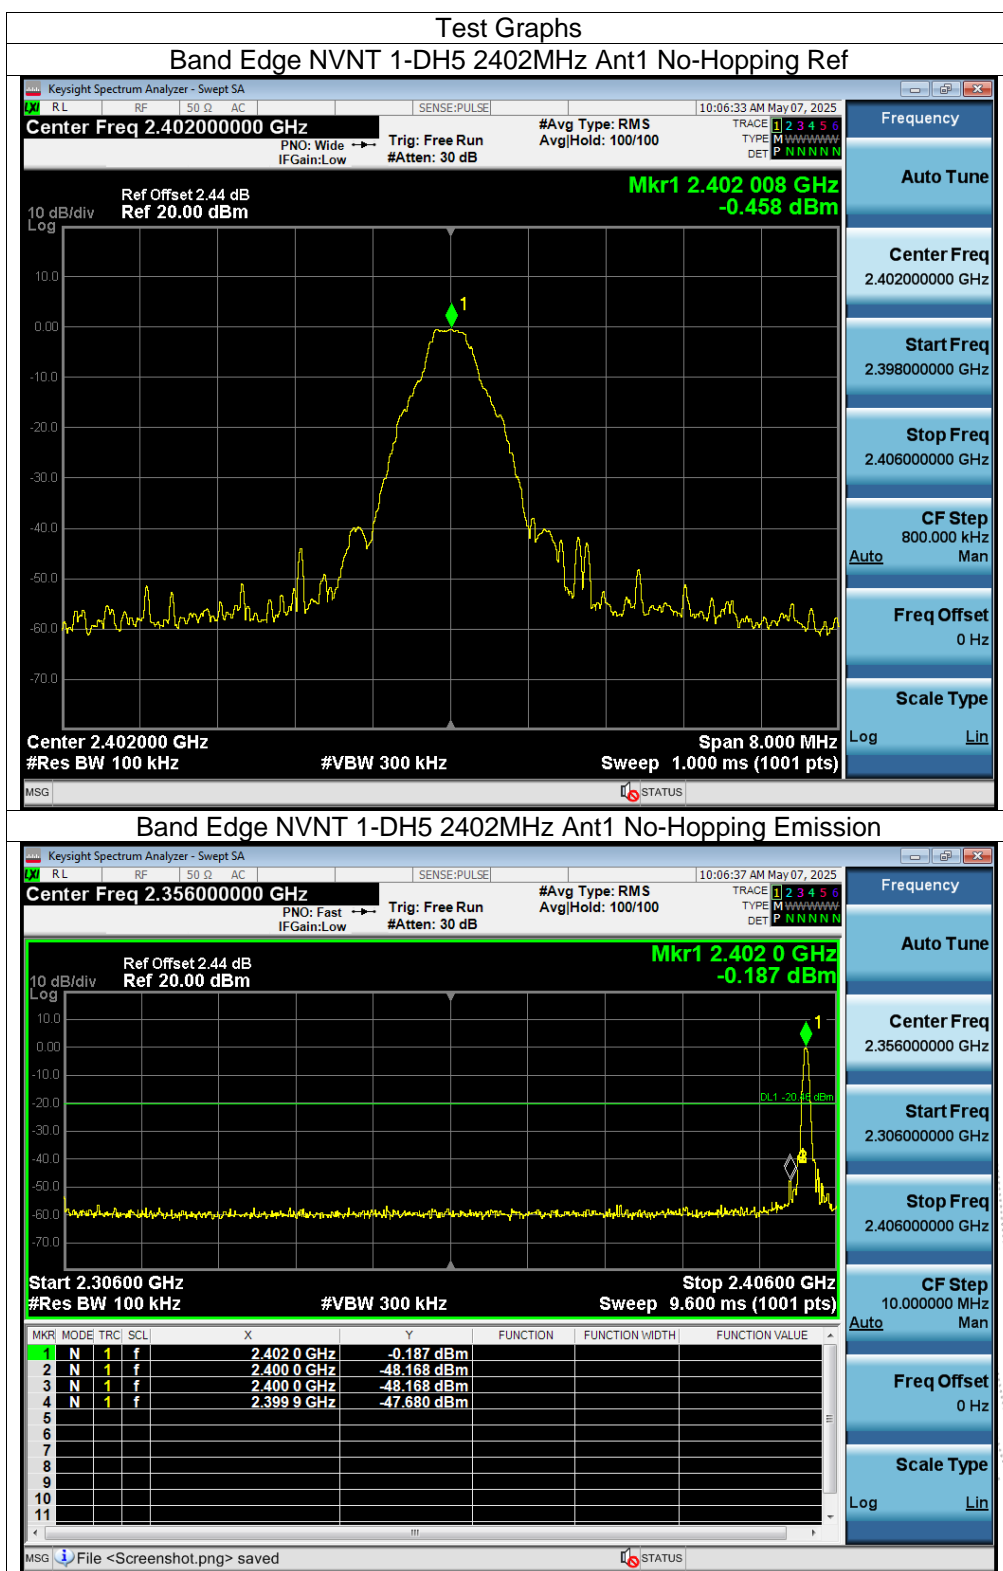 Test Graphs
Band Edge NVNT 1-DH5 2402MHz Ant1 No-Hopping Ref
Keysight Spectrum Analyzer - Swept SA
LXI RL RF 50 Ω AC SENSE:PULSE 10:06:33 AM May 07, 2025
Center Freq 2.402000000 GHz
PNO: Wide
IFGain:Low
Trig: Free Run
#Atten: 30 dB
#Avg Type: RMS
Avg|Hold: 100/100
TRACE 1 2 3 4 5 6
TYPE M W W W W W
DET P N N N N N
Ref Offset 2.44 dB
10 dB/div Ref 20.00 dBm
Log
Mkr1 2.402 008 GHz
-0.458 dBm
10.0
0.00
-10.0
-20.0
-30.0
-40.0
-50.0
-60.0
-70.0
1
Center 2.402000 GHz Span 8.000 MHz
#Res BW 100 kHz #VBW 300 kHz Sweep 1.000 ms (1001 pts)
MSG STATUS
Frequency
Auto Tune
Center Freq
2.402000000 GHz
Start Freq
2.398000000 GHz
Stop Freq
2.406000000 GHz
CF Step
800.000 kHz
Auto Man
Freq Offset
0 Hz
Scale Type
Log Lin
Band Edge NVNT 1-DH5 2402MHz Ant1 No-Hopping Emission
Keysight Spectrum Analyzer - Swept SA
LXI RL RF 50 Ω AC SENSE:PULSE 10:06:37 AM May 07, 2025
Center Freq 2.356000000 GHz
PNO: Fast
IFGain:Low
Trig: Free Run
#Atten: 30 dB
#Avg Type: RMS
Avg|Hold: 100/100
TRACE 1 2 3 4 5 6
TYPE M W W W W W
DET P N N N N N
Ref Offset 2.44 dB
10 dB/div Ref 20.00 dBm
Log
Mkr1 2.402 0 GHz
-0.187 dBm
10.0
0.00
-10.0
-20.0
-30.0
-40.0
-50.0
-60.0
-70.0
1
DL1 -20.46 dBm
Start 2.30600 GHz Stop 2.40600 GHz
#Res BW 100 kHz #VBW 300 kHz Sweep 9.600 ms (1001 pts)
MKR MODE TRC SCL X Y FUNCTION FUNCTION WIDTH FUNCTION VALUE
1 N 1 f 2.402 0 GHz -0.187 dBm
2 N 1 f 2.400 0 GHz -48.168 dBm
3 N 1 f 2.400 0 GHz -48.168 dBm
4 N 1 f 2.399 9 GHz -47.680 dBm
5
6
7
8
9
10
11
MSG File <Screenshot.png> saved STATUS
Frequency
Auto Tune
Center Freq
2.356000000 GHz
Start Freq
2.306000000 GHz
Stop Freq
2.406000000 GHz
CF Step
10.000000 MHz
Auto Man
Freq Offset
0 Hz
Scale Type
Log Lin